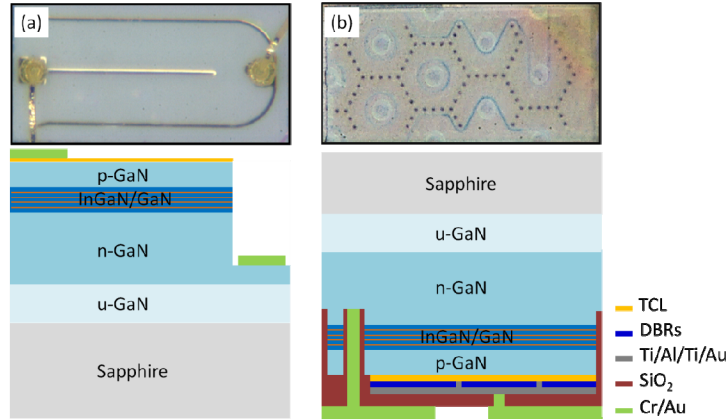 (a)
(b)
p-GaN
InGaN/GaN
n-GaN
u-GaN
Sapphire
Sapphire
u-GaN
n-GaN
InGaN/GaN
p-GaN
TCL
DBRs
Ti/Al/Ti/Au
SiO₂
Cr/Au